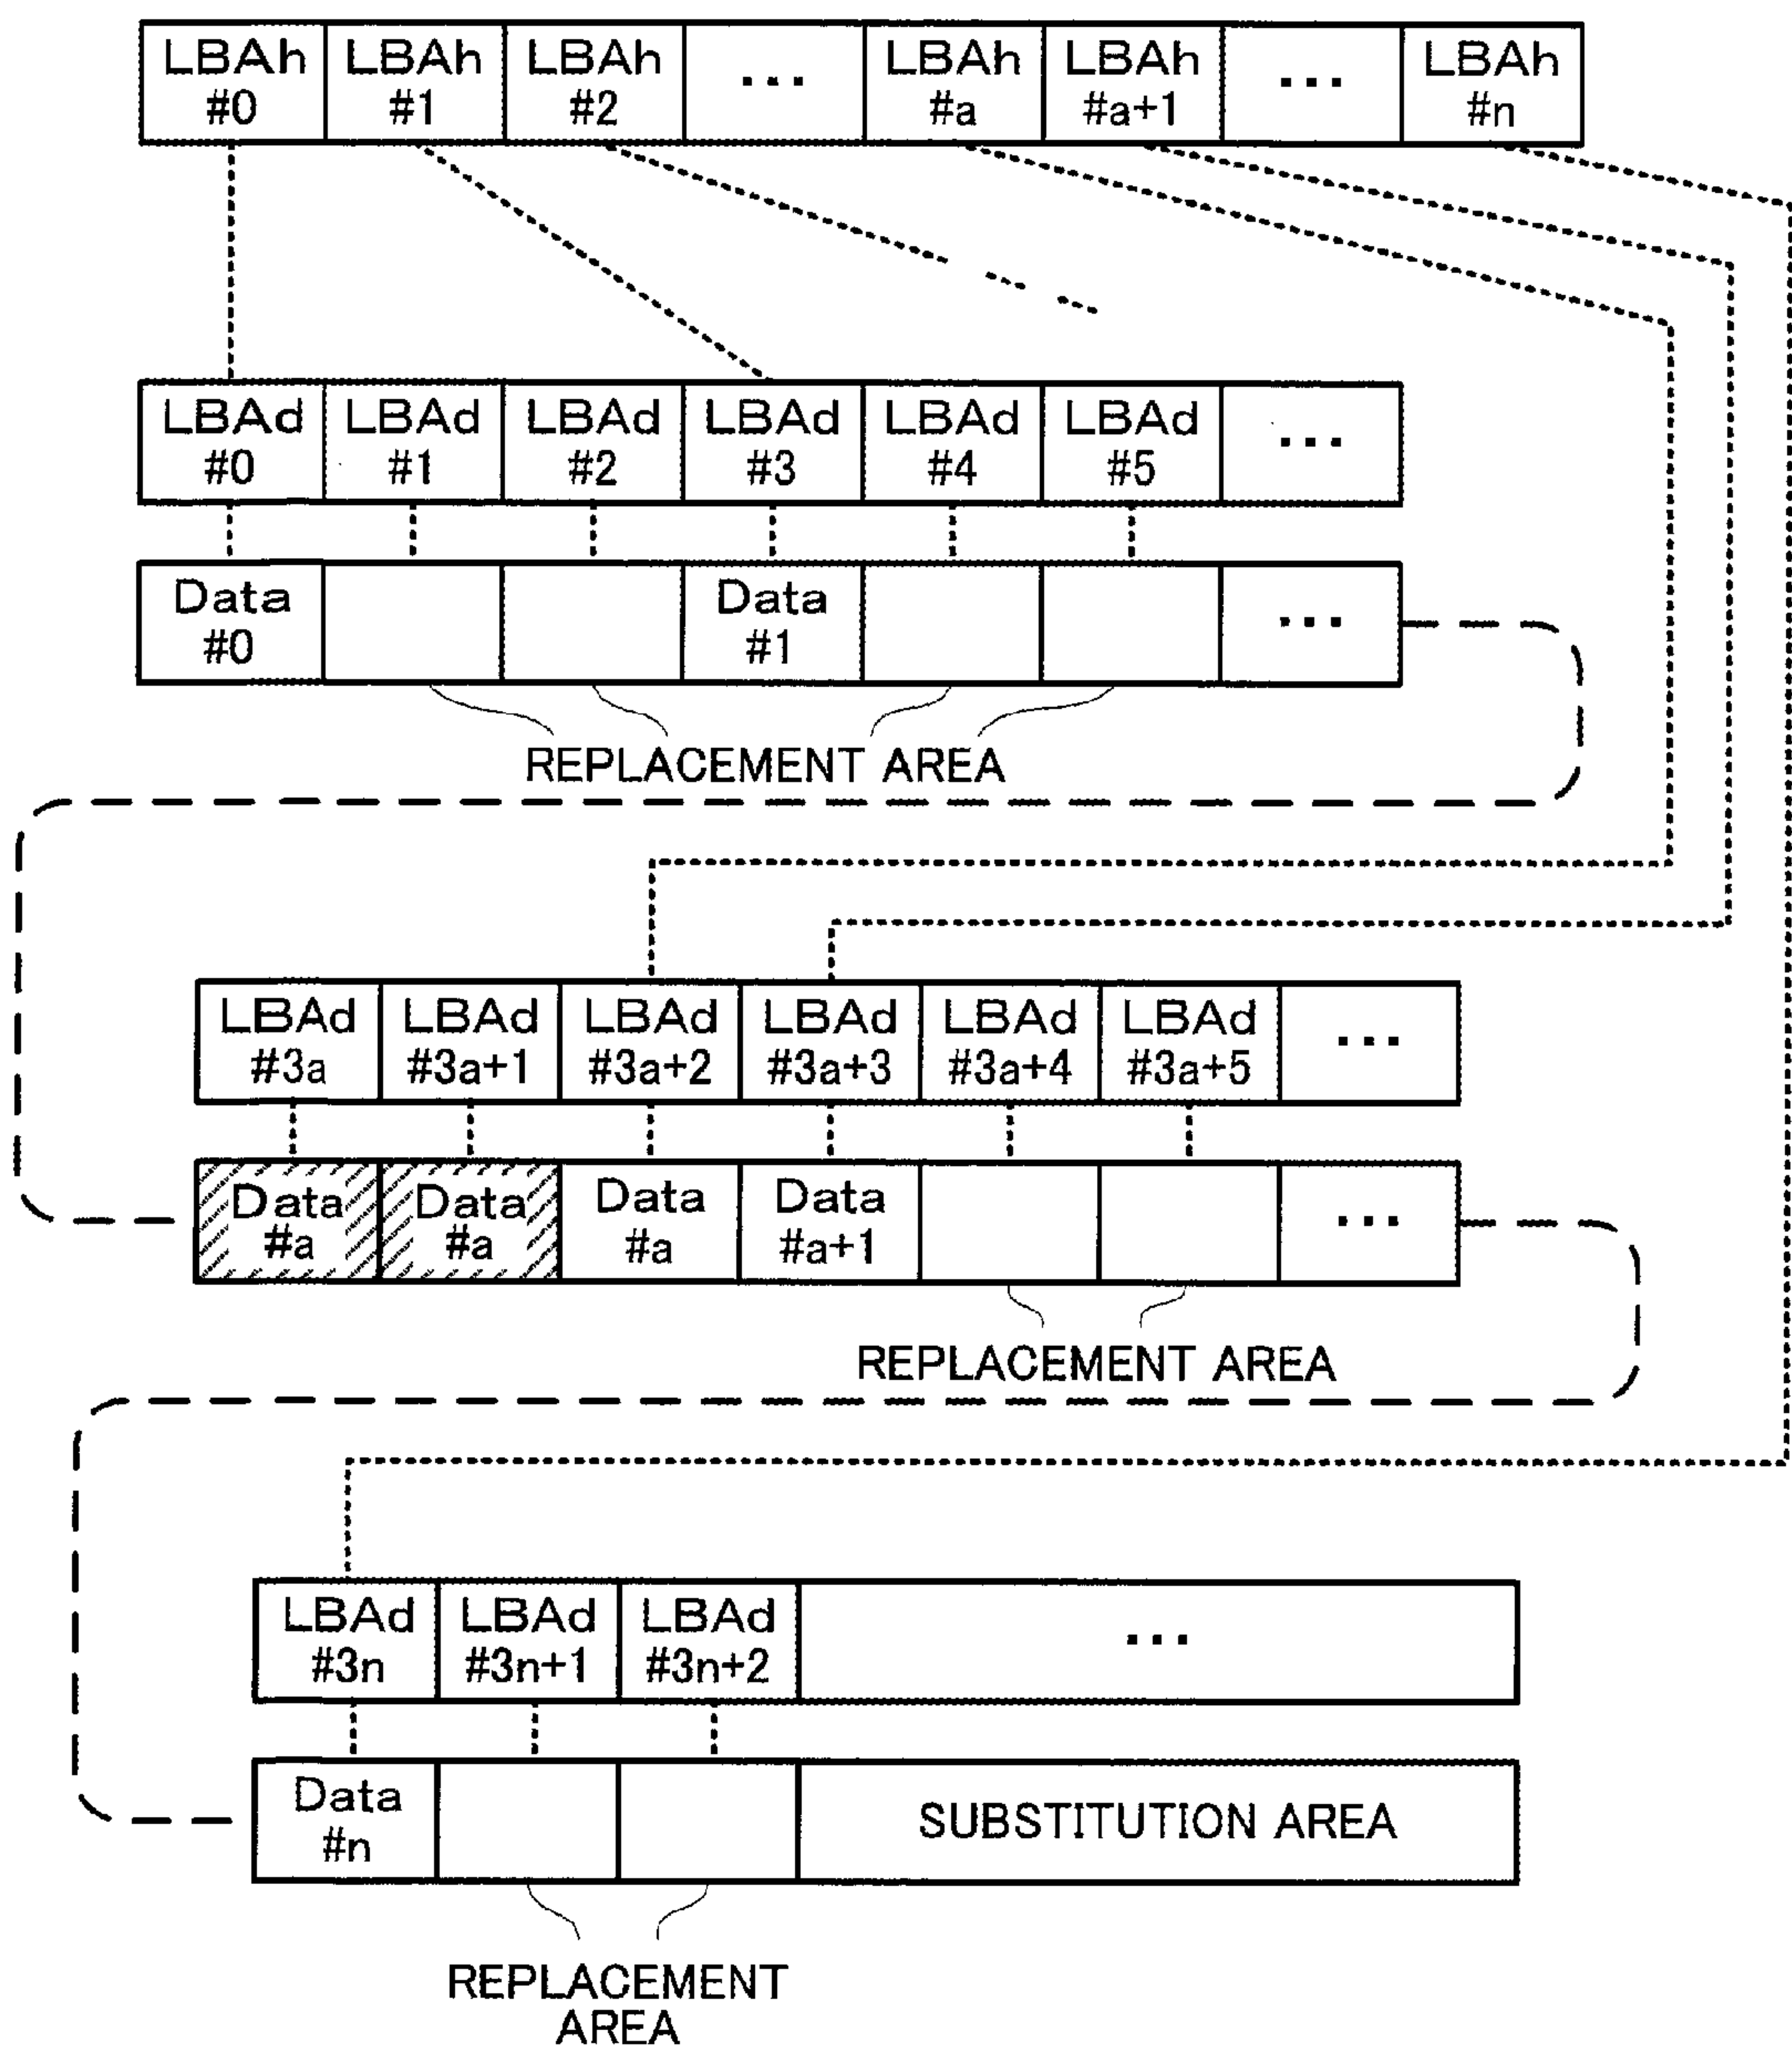 LBAh LBAh LBAh ... LBAh LBAh ... LBAh
#0 #1 #2 #a #a+1 #n
LBAd LBAd LBAd LBAd LBAd LBAd ...
#0 #1 #2 #3 #4 #5
Data Data ...
#0 #1
REPLACEMENT AREA
LBAd LBAd LBAd LBAd LBAd LBAd ...
#3a #3a+1 #3a+2 #3a+3 #3a+4 #3a+5
Data Data Data Data ...
#a #a #a #a+1
REPLACEMENT AREA
LBAd LBAd LBAd ...
#3n #3n+1 #3n+2
Data SUBSTITUTION AREA
#n
REPLACEMENT
AREA